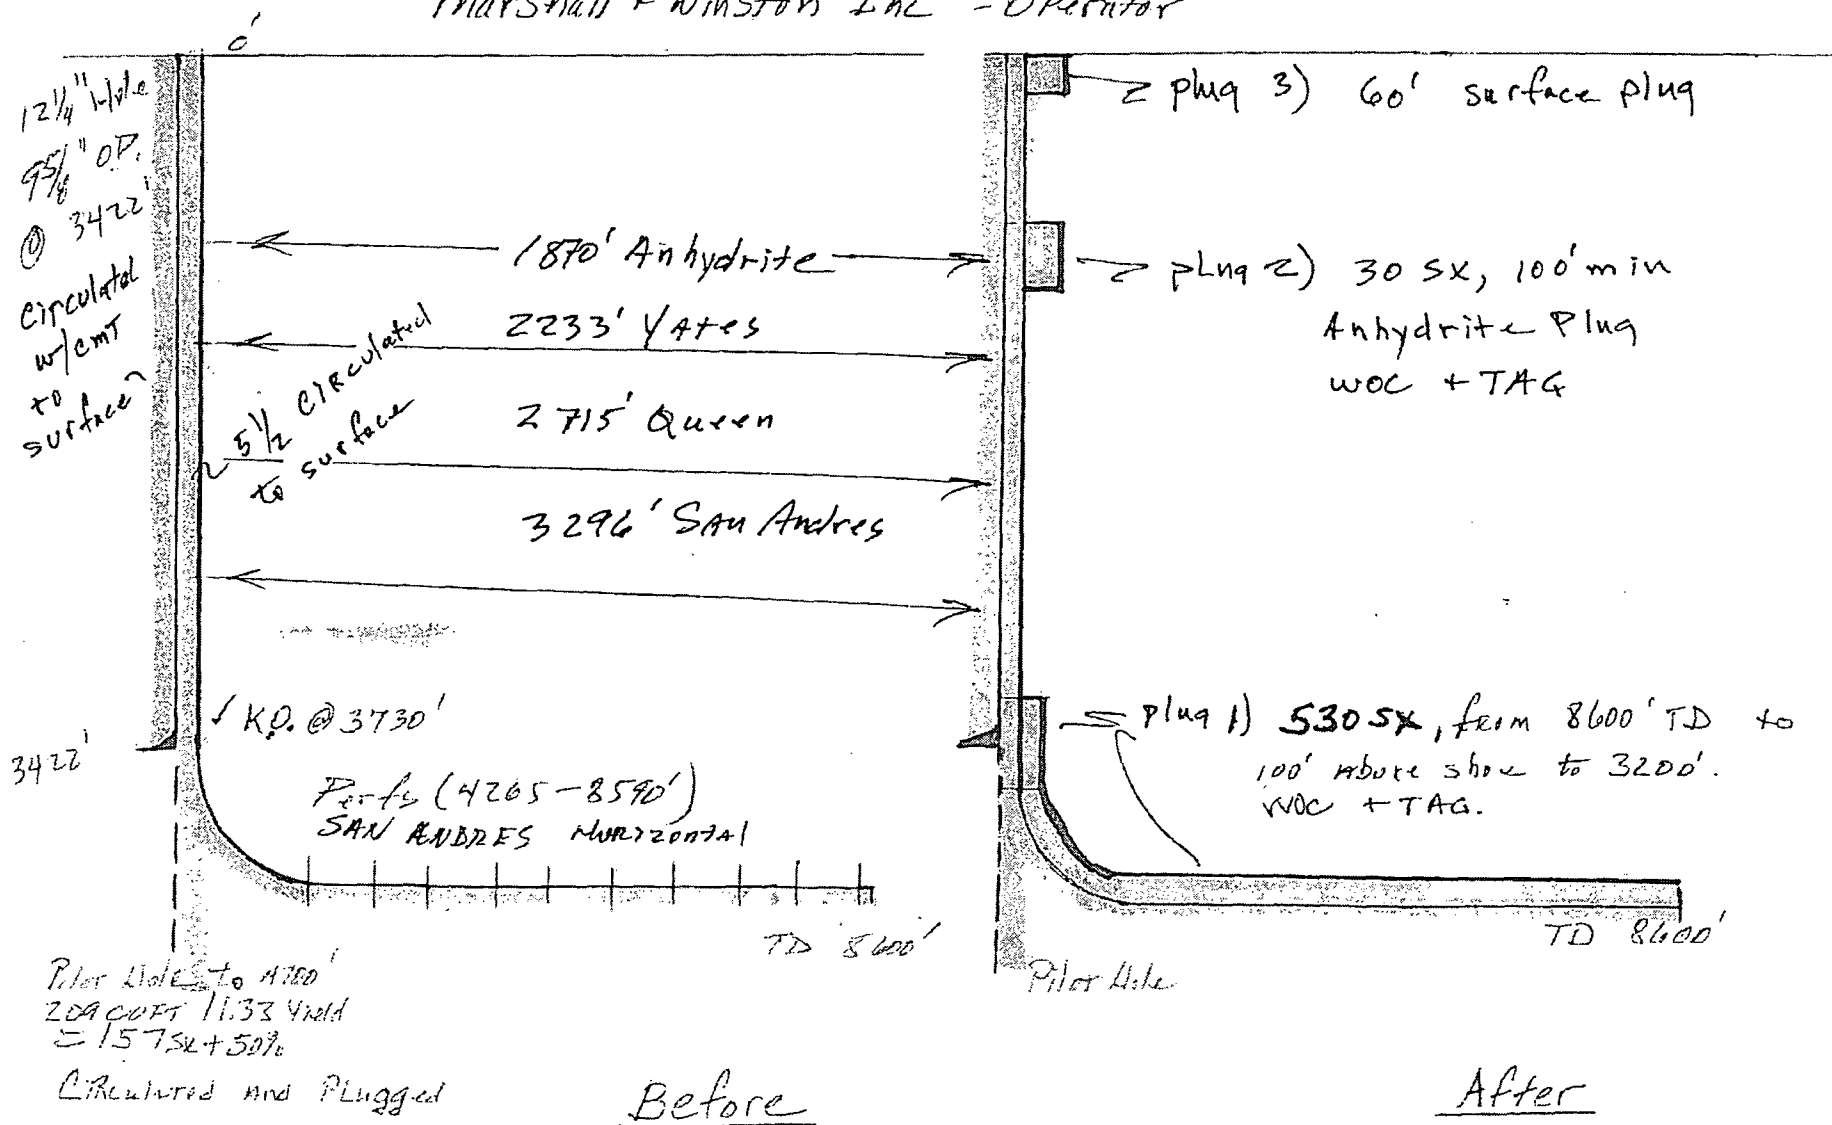 Marshall + Winston Inc - Operator
0'
12 1/4" Hole
9 5/8" O.D.
@ 3422'
Circulated
w/cmT
to
surface
1870' Anhydrite
2233' YAtes
5 1/2 CIRculated
to surface
2715' Queen
3296' SAn Andres
K.O. @ 3730'
3422'
Perfs (4265-8590')
SAN ANDRES HORIZONTAL
TD 8600'
Pilot Hole to 4700'
209 CUFT /1.33 Yield
= 157 Sx + 50%
CIRculated and PLugged
Before
plug 3) 60' surface plug
pLug 2) 30 SX, 100' min
Anhydrite Plug
WOC + TAG
plug 1) 530 SX, from 8600' TD to
100' Above shoe to 3200'.
WOC + TAG.
TD 8600'
Pilot Hole
After